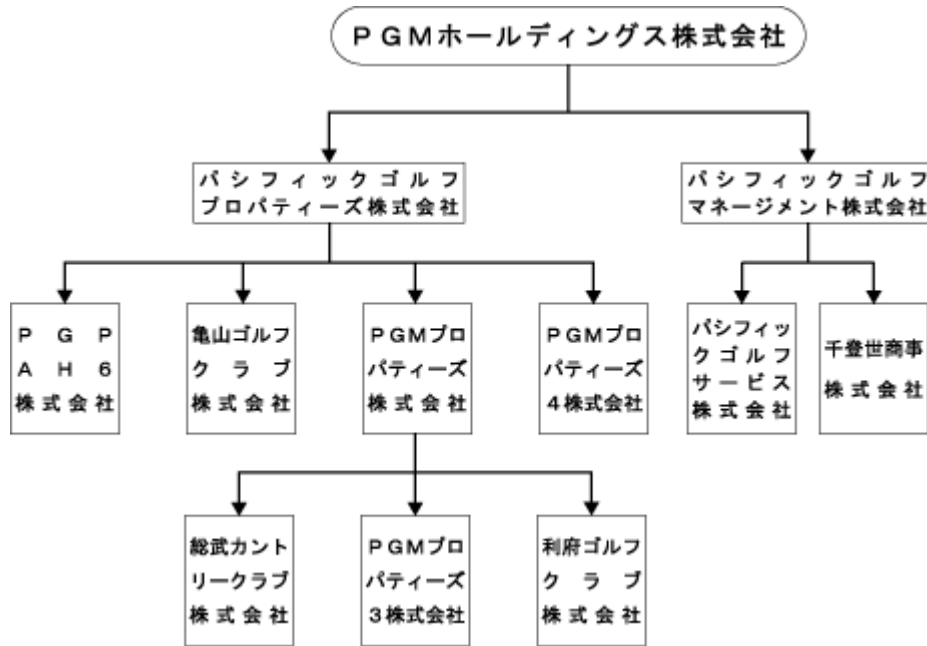 ＰＧＭホールディングス株式会社
パシフィックゴルフ
プロパティーズ株式会社
パシフィックゴルフ
マネージメント株式会社
ＰＧＰ
ＡＨ６
株式会社
亀山ゴルフ
クラブ
株式会社
ＰＧＭプロ
パティーズ
株式会社
ＰＧＭプロ
パティーズ
４株式会社
パシフィッ
クゴルフ
サービス
株式会社
千登世商事
株式会社
総武カント
リークラブ
株式会社
ＰＧＭプロ
パティーズ
３株式会社
利府ゴルフ
クラブ
株式会社